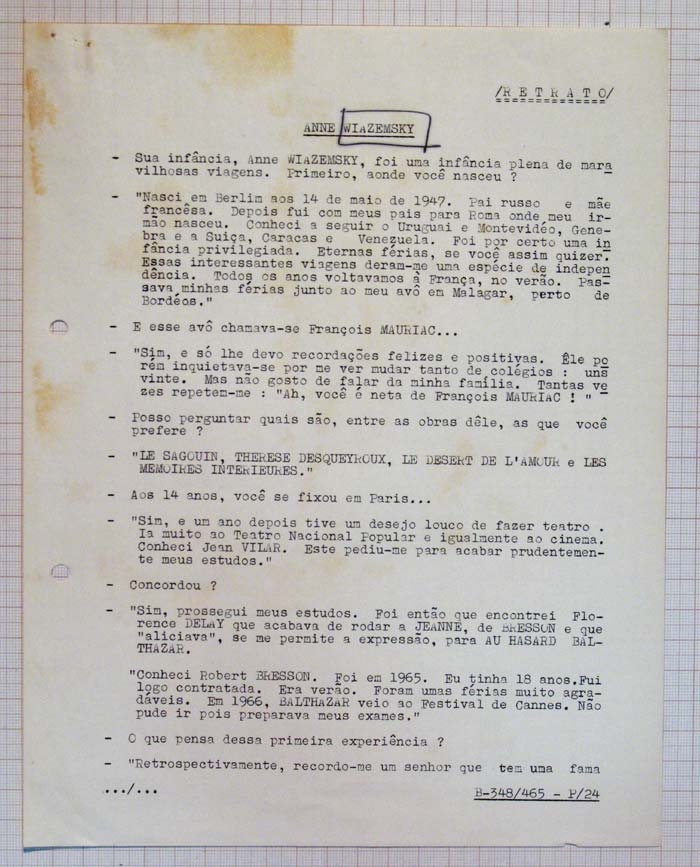 /R E T R A T O/
ANNE WIAZEMSKY
- Sua infância, Anne WIAZEMSKY, foi uma infância plena de mara
vilhosas viagens. Primeiro, aonde você nasceu ?
- "Nasci em Berlim aos 14 de maio de 1947. Pai russo e mãe
francêsa. Depois fui com meus pais para Roma onde meu ir-
mão nasceu. Conheci a seguir o Uruguai e Montevidéo, Gene-
bra e a Suiça, Caracas e Venezuela. Foi por certo uma in
fância privilegiada. Eternas férias, se você assim quizer.
Essas interessantes viagens deram-me uma espécie de indepen
dência. Todos os anos voltavamos à França, no verão. Pas-
sava minhas férias junto ao meu avô em Malagar, perto de
Bordéos."
- E esse avô chamava-se François MAURIAC...
- "Sim, e só lhe devo recordações felizes e positivas. Êle po
rém inquietava-se por me ver mudar tanto de colégios : uns
vinte. Mas não gosto de falar da minha família. Tantas ve
zes repetem-me : "Ah, você é neta de François MAURIAC ! " -
- Posso perguntar quais são, entre as obras dêle, as que você
prefere ?
- "LE SAGOUIN, THERESE DESQUEYROUX, LE DESERT DE L'AMOUR e LES
MEMOIRES INTERIEURES."
- Aos 14 anos, você se fixou em Paris...
- "Sim, e um ano depois tive um desejo louco de fazer teatro .
Ia muito ao Teatro Nacional Popular e igualmente ao cinema.
Conheci Jean VILAR. Este pediu-me para acabar prudentemen-
te meus estudos."
- Concordou ?
- "Sim, prossegui meus estudos. Foi então que encontrei Flo-
rence DELAY que acabava de rodar a JEANNE, de BRESSON e que
"aliciava", se me permite a expressão, para AU HASARD BAL-
THAZAR.
"Conheci Robert BRESSON. Foi em 1965. Eu tinha 18 anos.Fui
logo contratada. Era verão. Foram umas férias muito agra-
dáveis. Em 1966, BALTHAZAR veio ao Festival de Cannes. Não
pude ir pois preparava meus exames."
- O que pensa dessa primeira experiência ?
- "Retrospectivamente, recordo-me um senhor que tem uma fama
.../...
B-348/465 - P/24